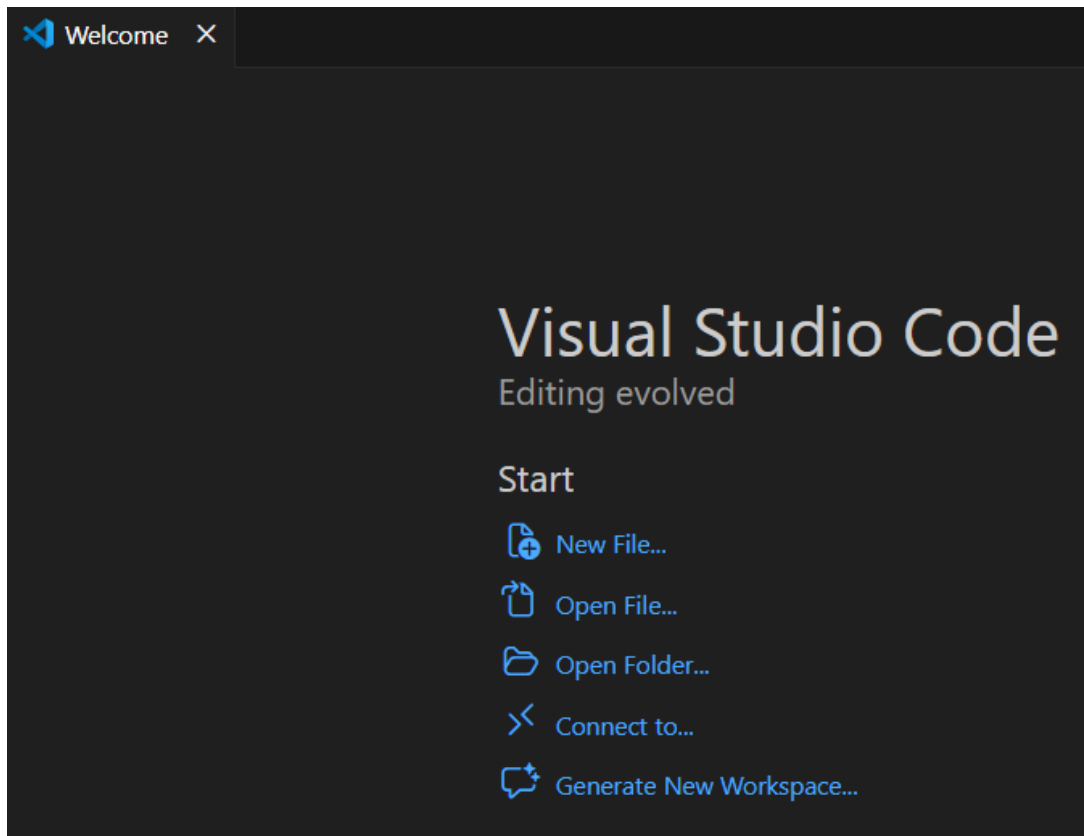 Welcome
Visual Studio Code
Editing evolved
Start
New File...
Open File...
Open Folder...
Connect to...
Generate New Workspace...